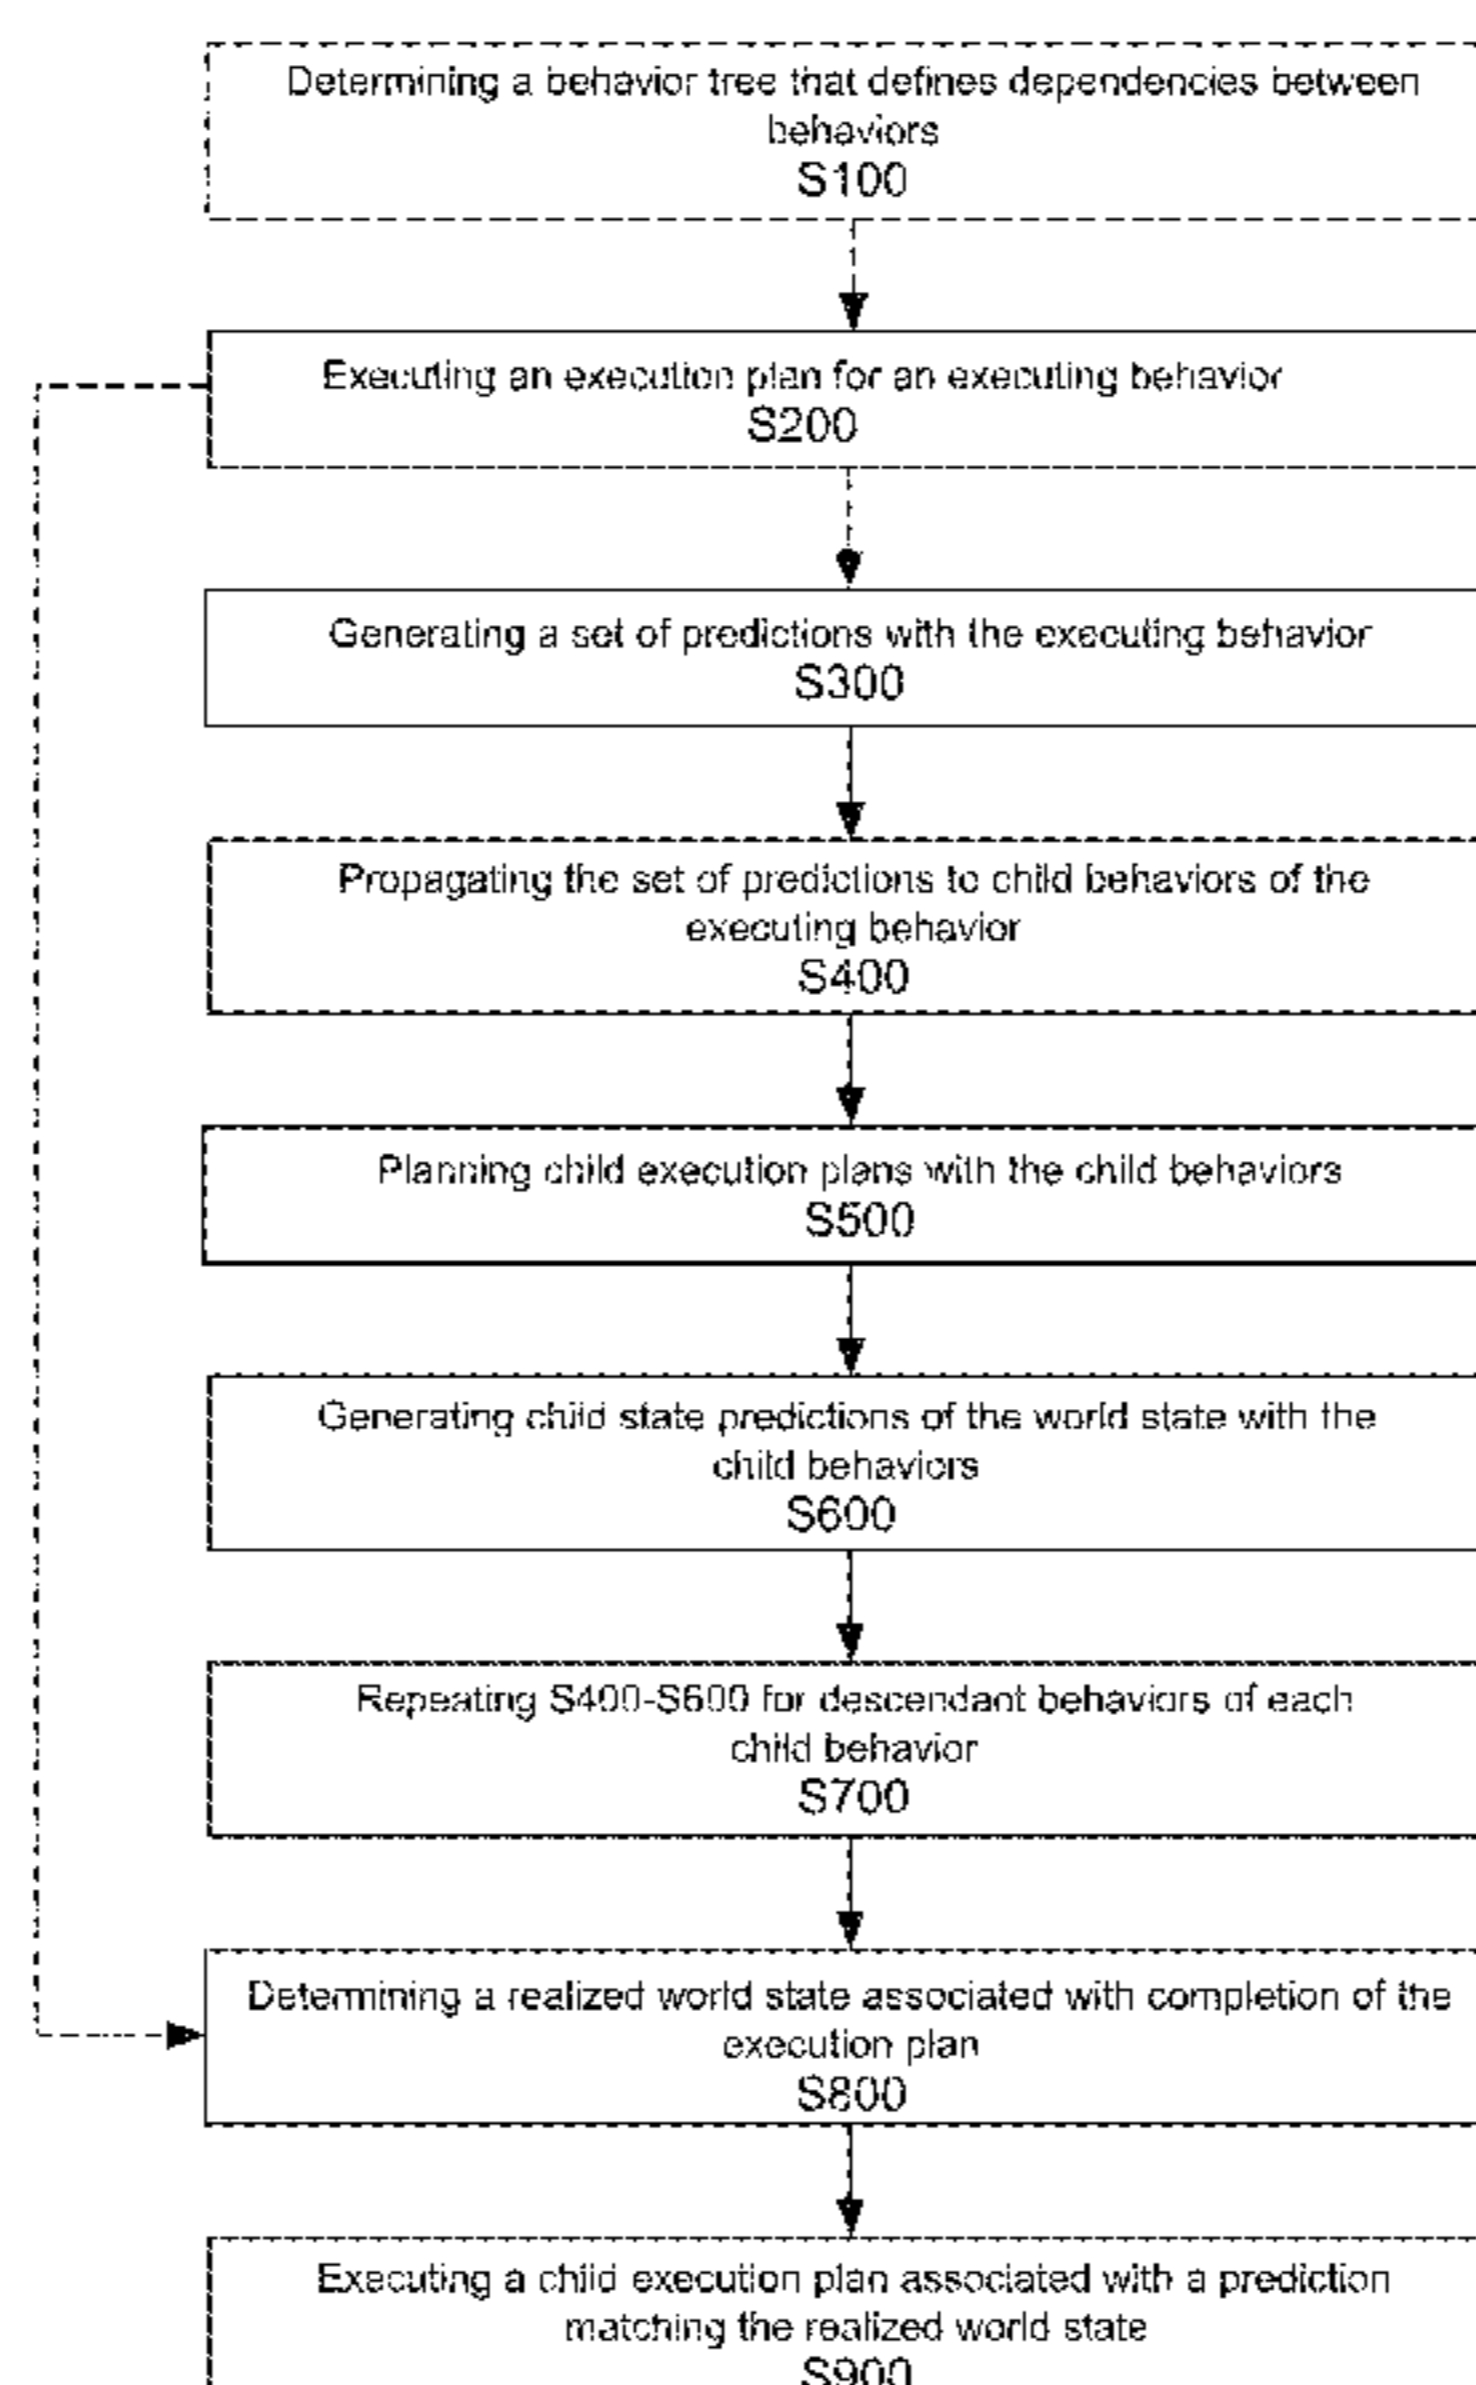 Determining a behavior tree that defines dependencies between
behaviors
S100
Executing an execution plan for an executing behavior
S200
Generating a set of predictions with the executing behavior
S300
Propagating the set of predictions to child behaviors of the
executing behavior
S400
Planning child execution plans with the child behaviors
S500
Generating child state predictions of the world state with the
child behaviors
S600
Repeating S400-S600 for descendant behaviors of each
child behavior
S700
Determining a realized world state associated with completion of the
execution plan
S800
Executing a child execution plan associated with a prediction
matching the realized world state
S900